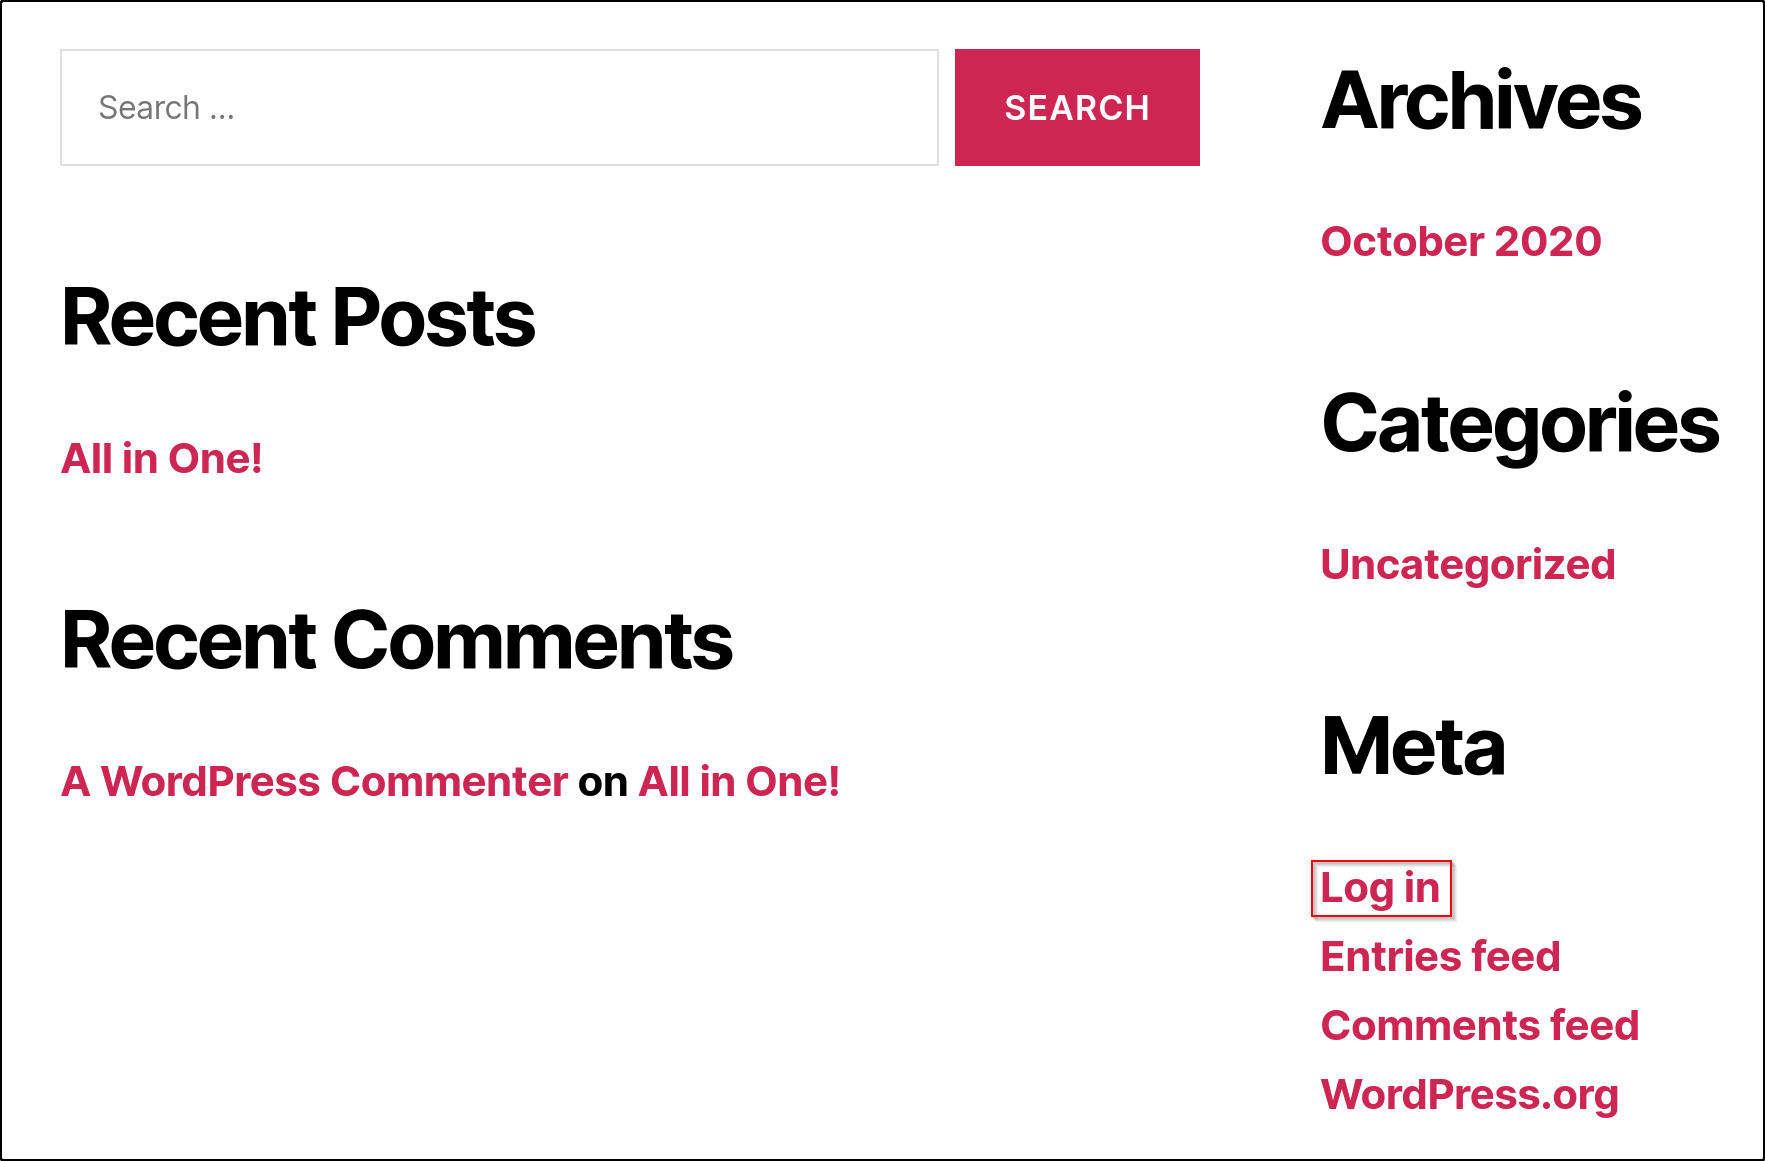 Search …
SEARCH
Recent Posts
All in One!
Recent Comments
A WordPress Commenter on All in One!
Archives
October 2020
Categories
Uncategorized
Meta
Log in
Entries feed
Comments feed
WordPress.org